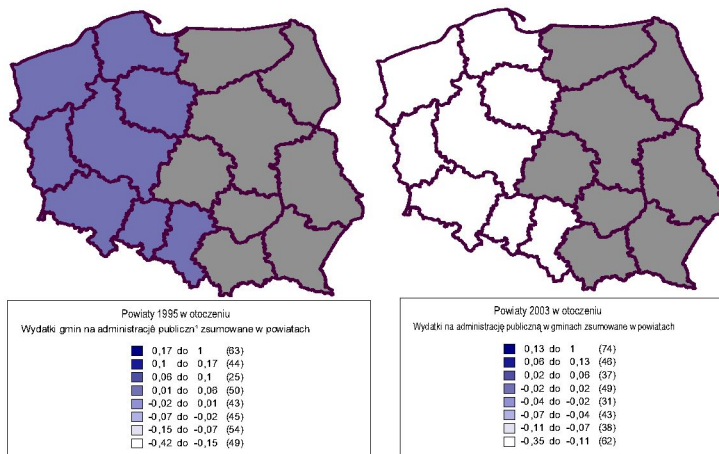 Powiaty 1995 w otoczeniu
Wydatki gmin na administrację publiczn¹ zsumowane w powiatach
0,17 do 1 (63)
0,1 do 0,17 (44)
0,06 do 0,1 (25)
0,01 do 0,06 (50)
-0,02 do 0,01 (43)
-0,07 do -0,02 (45)
-0,15 do -0,07 (54)
-0,42 do -0,15 (49)
Powiaty 2003 w otoczeniu
Wydatki na administrację publiczną w gminach zsumowane w powiatach
0,13 do 1 (74)
0,06 do 0,13 (46)
0,02 do 0,06 (37)
-0,02 do 0,02 (49)
-0,04 do -0,02 (31)
-0,07 do -0,04 (43)
-0,11 do -0,07 (38)
-0,35 do -0,11 (62)